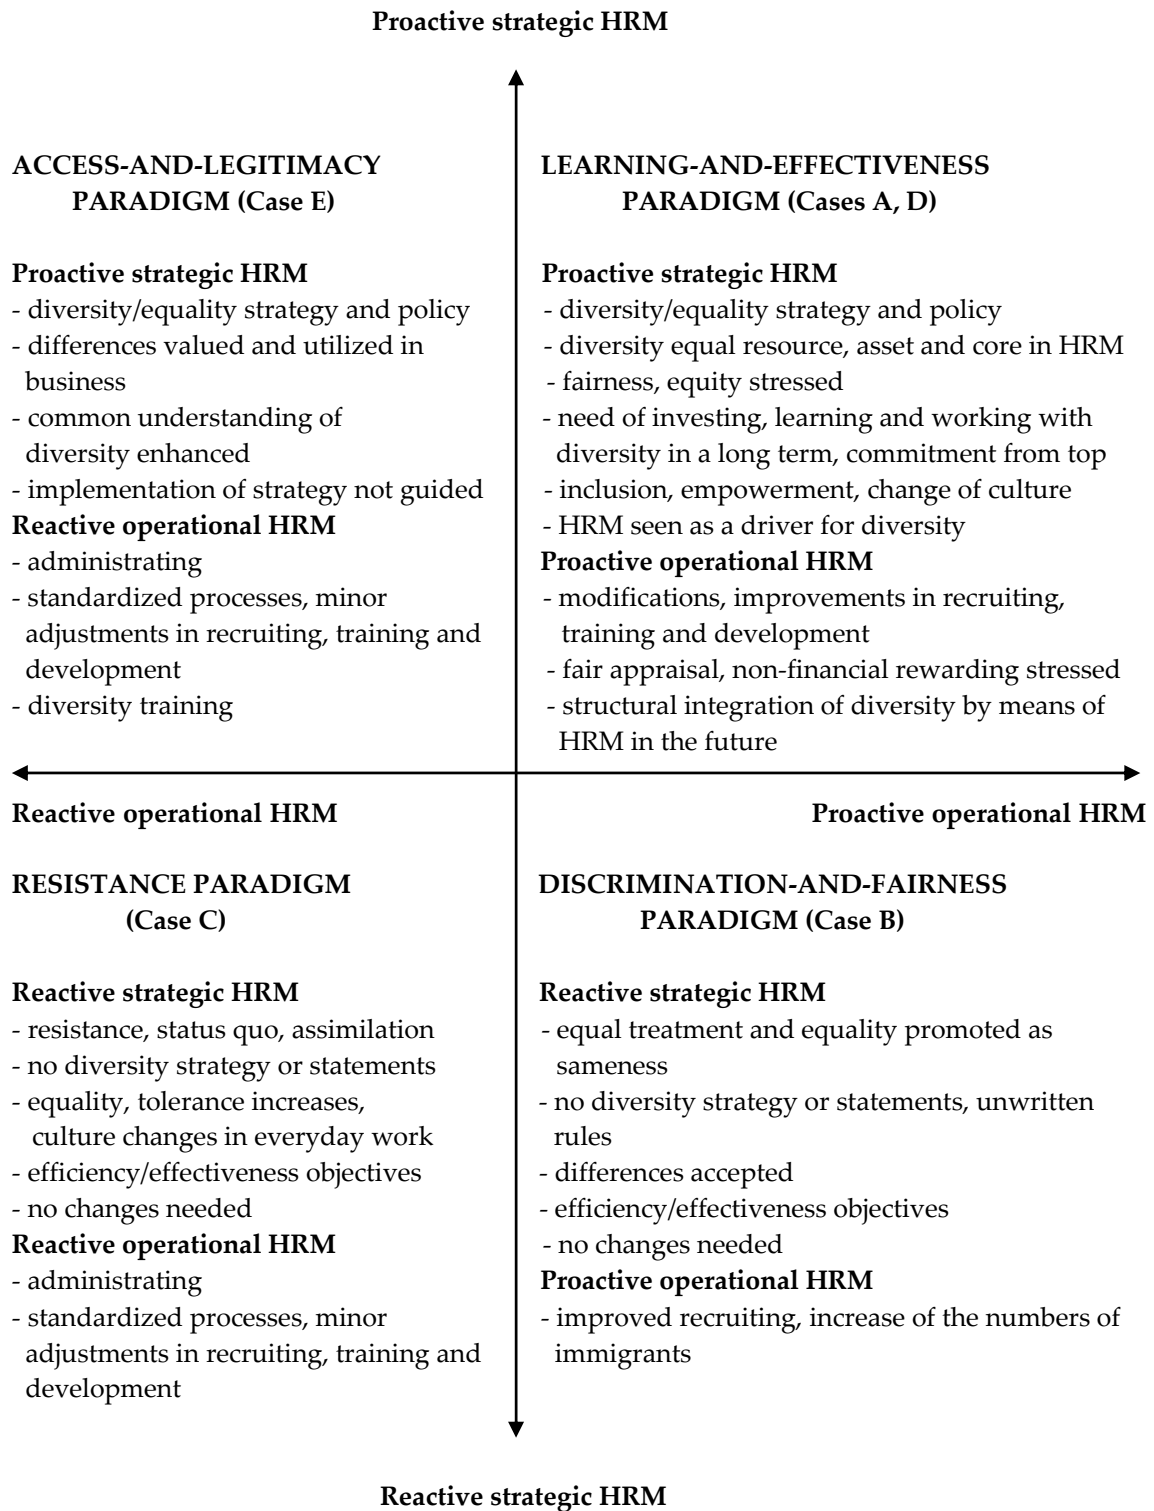 Proactive strategic HRM
ACCESS-AND-LEGITIMACY
PARADIGM (Case E)
Proactive strategic HRM
- diversity/equality strategy and policy
- differences valued and utilized in
business
- common understanding of
diversity enhanced
- implementation of strategy not guided
Reactive operational HRM
- administrating
- standardized processes, minor
adjustments in recruiting, training and
development
- diversity training
LEARNING-AND-EFFECTIVENESS
PARADIGM (Cases A, D)
Proactive strategic HRM
- diversity/equality strategy and policy
- diversity equal resource, asset and core in HRM
- fairness, equity stressed
- need of investing, learning and working with
diversity in a long term, commitment from top
- inclusion, empowerment, change of culture
- HRM seen as a driver for diversity
Proactive operational HRM
- modifications, improvements in recruiting,
training and development
- fair appraisal, non-financial rewarding stressed
- structural integration of diversity by means of
HRM in the future
Reactive operational HRM
Proactive operational HRM
RESISTANCE PARADIGM
(Case C)
Reactive strategic HRM
- resistance, status quo, assimilation
- no diversity strategy or statements
- equality, tolerance increases,
culture changes in everyday work
- efficiency/effectiveness objectives
- no changes needed
Reactive operational HRM
- administrating
- standardized processes, minor
adjustments in recruiting, training and
development
DISCRIMINATION-AND-FAIRNESS
PARADIGM (Case B)
Reactive strategic HRM
- equal treatment and equality promoted as
sameness
- no diversity strategy or statements, unwritten
rules
- differences accepted
- efficiency/effectiveness objectives
- no changes needed
Proactive operational HRM
- improved recruiting, increase of the numbers of
immigrants
Reactive strategic HRM